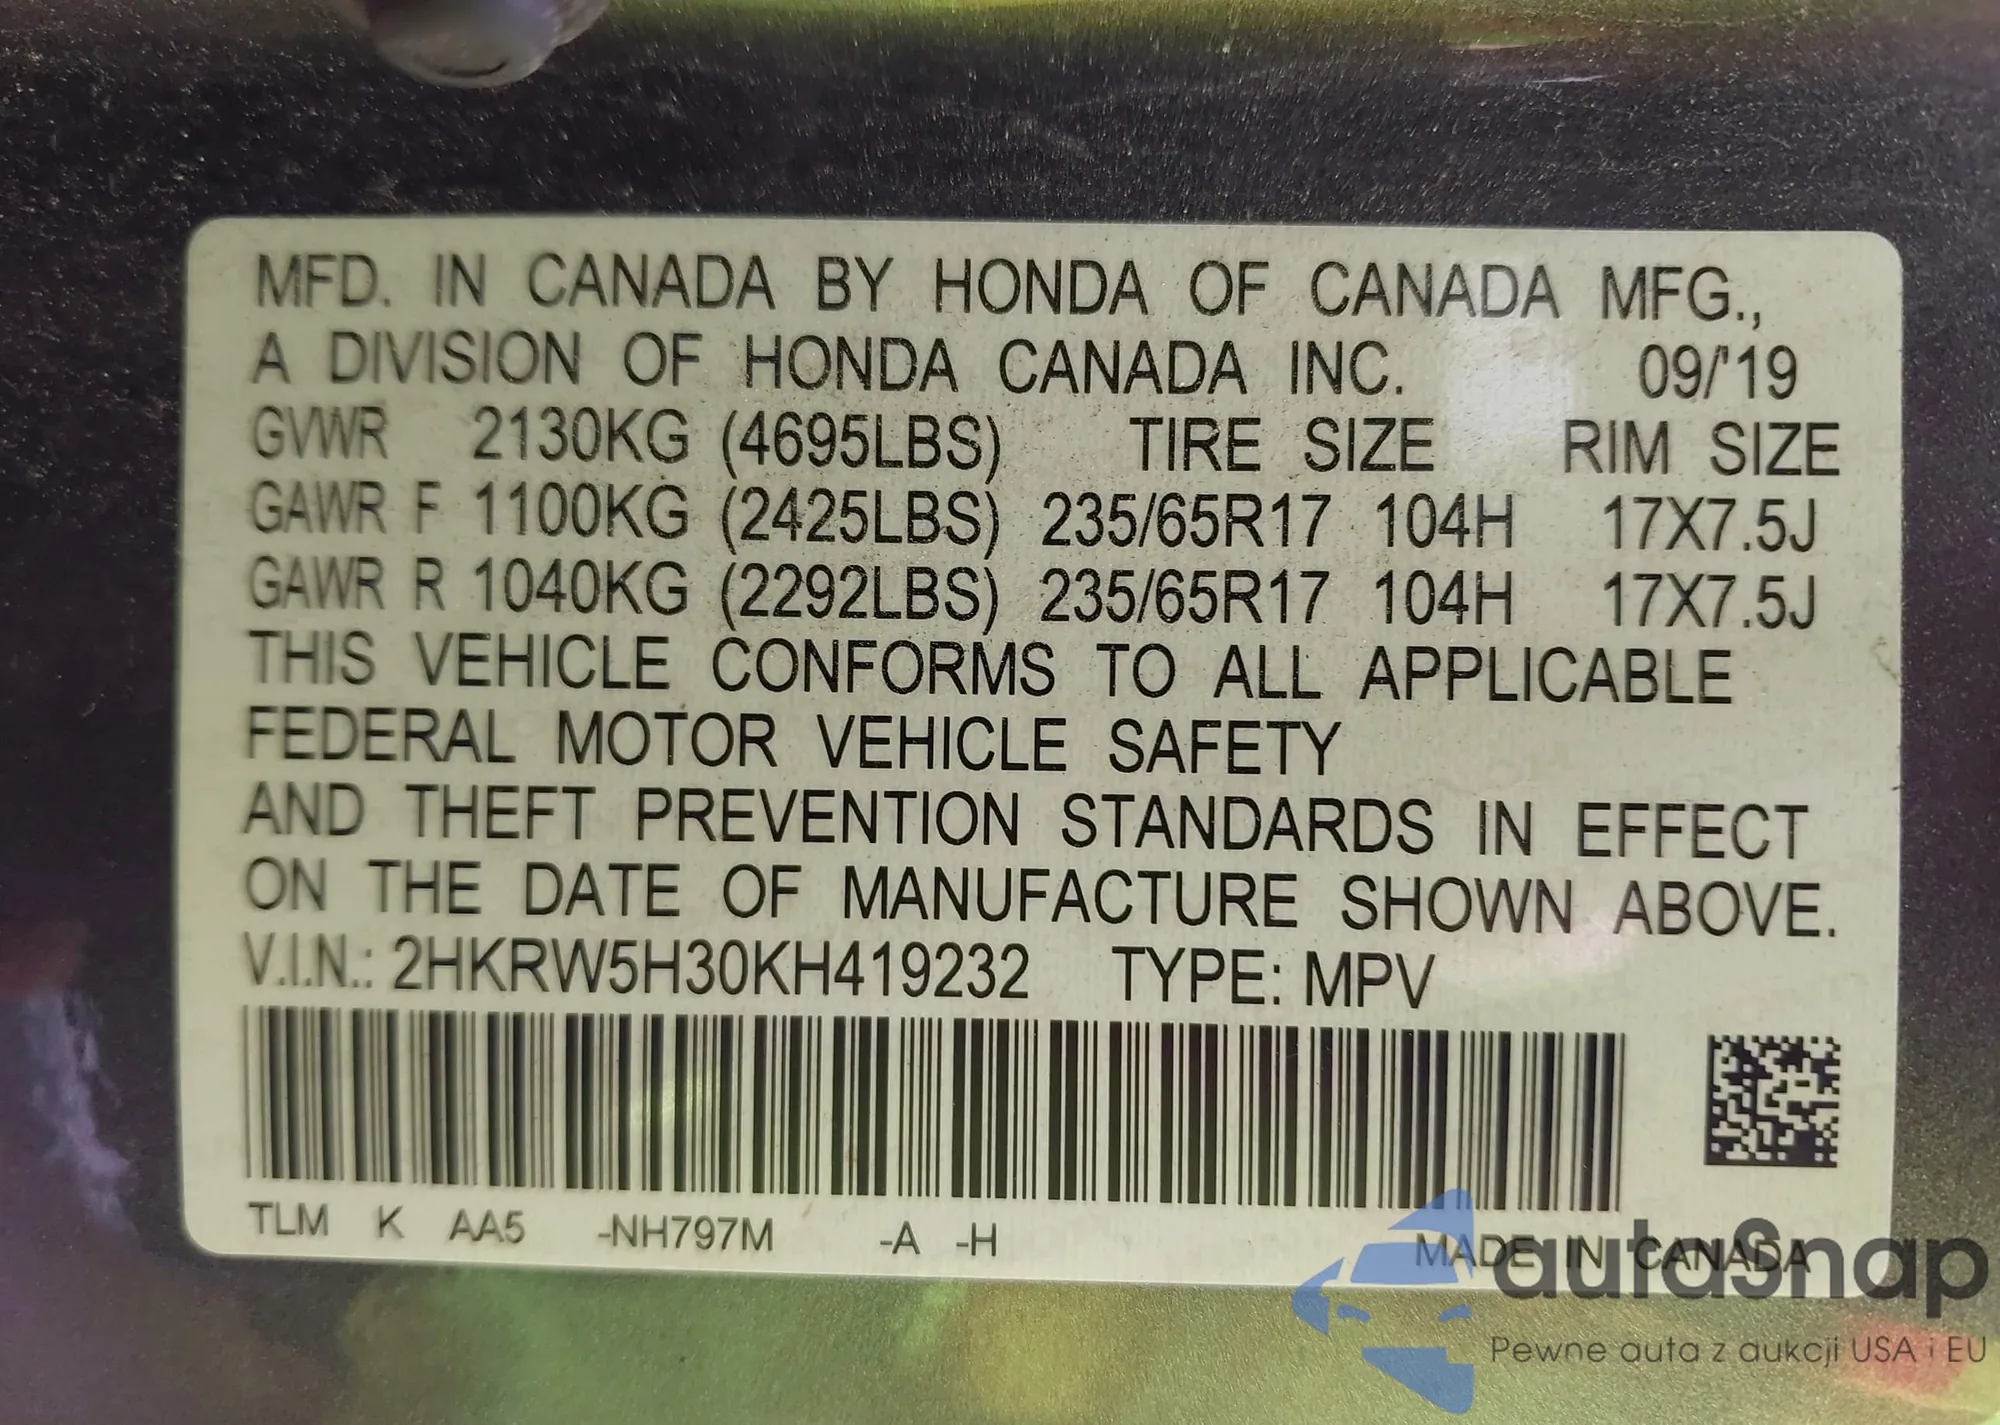 MFD. IN CANADA BY HONDA OF CANADA MFG.,
A DIVISION OF HONDA CANADA INC. 09/'19
GVWR 2130KG (4695LBS) TIRE SIZE RIM SIZE
GAWR F 1100KG (2425LBS) 235/65R17 104H 17X7.5J
GAWR R 1040KG (2292LBS) 235/65R17 104H 17X7.5J
THIS VEHICLE CONFORMS TO ALL APPLICABLE
FEDERAL MOTOR VEHICLE SAFETY
AND THEFT PREVENTION STANDARDS IN EFFECT
ON THE DATE OF MANUFACTURE SHOWN ABOVE.
V.I.N.: 2HKRW5H30KH419232 TYPE: MPV
TLM K AA5 -NH797M -A -H
MADE IN CANADA
autaSnap
Pewne auta z aukcji USA i EU